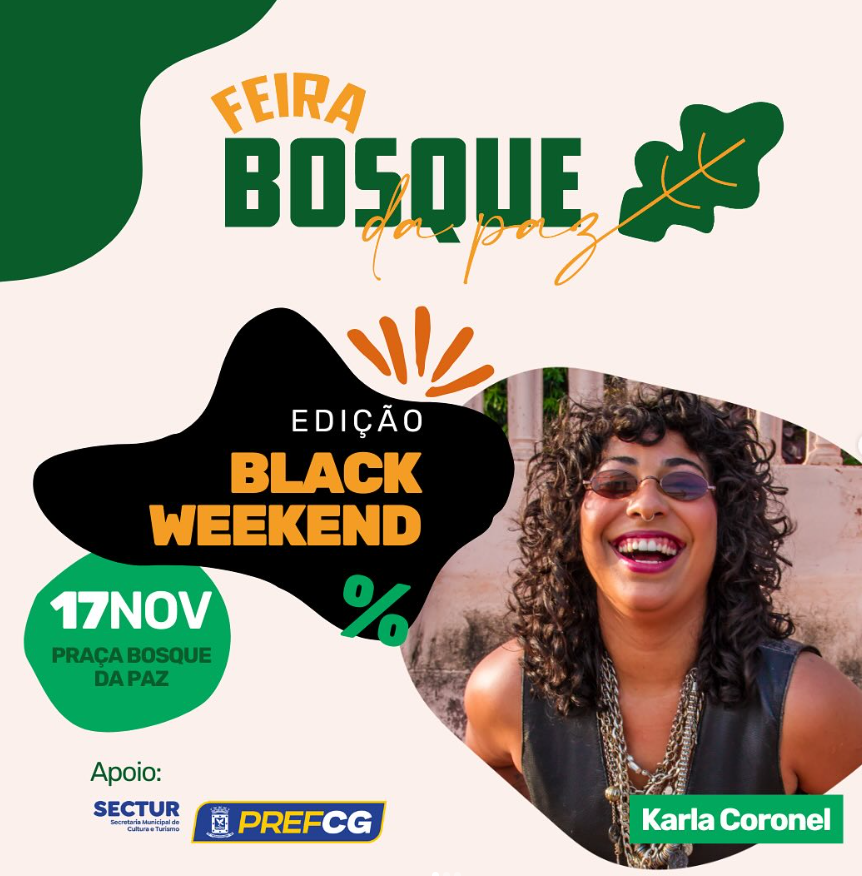 FEIRA
BOSQUE
da paz
EDIÇÃO
BLACK
WEEKEND
%
17NOV
PRAÇA BOSQUE
DA PAZ
Apoio:
SECTUR
Secretaria Municipal de
Cultura e Turismo
PREFCG
Karla Coronel